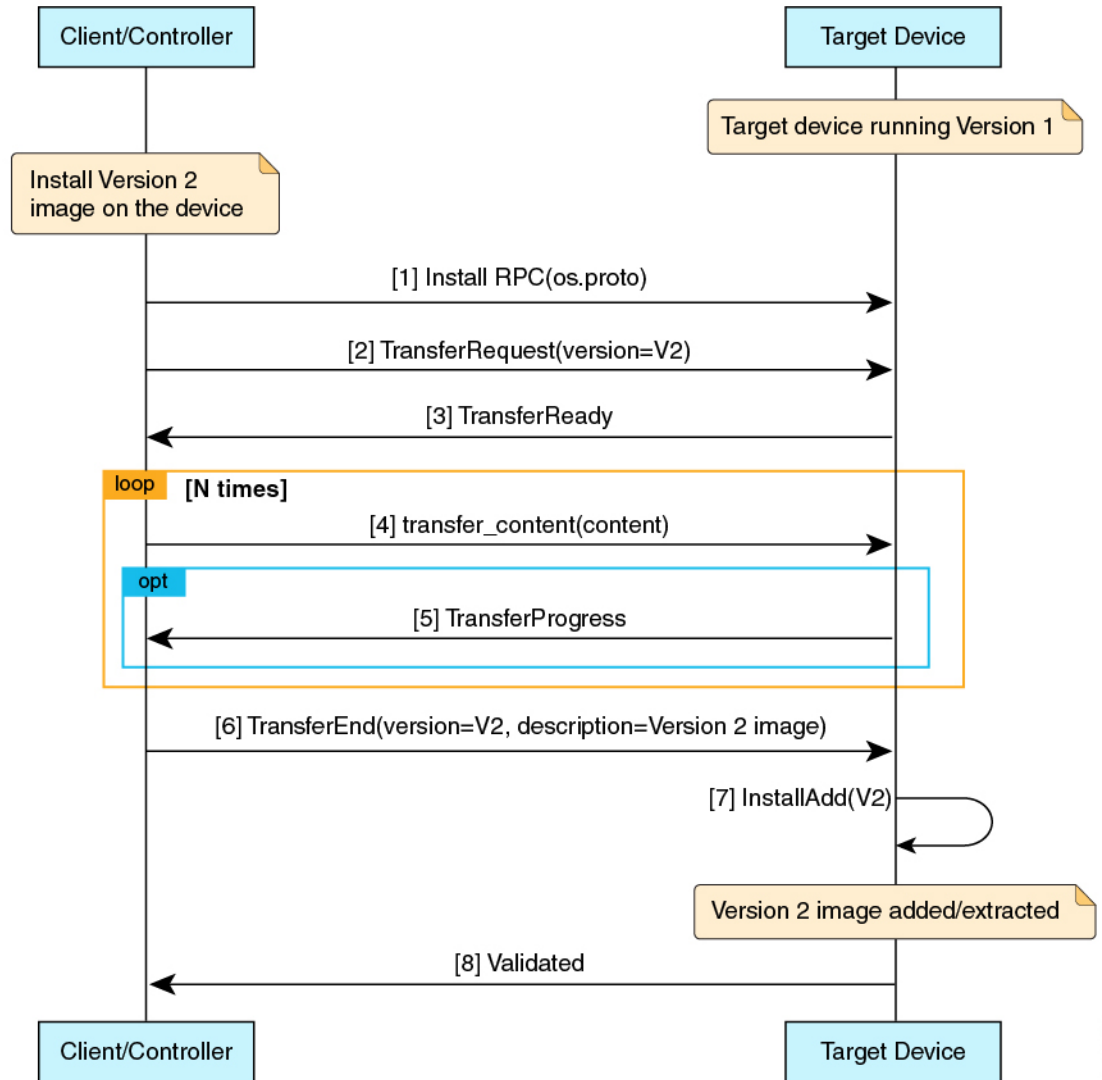 Client/Controller
Target Device
Target device running Version 1
Install Version 2
image on the device
[1] Install RPC(os.proto)
[2] TransferRequest(version=V2)
[3] TransferReady
loop
[N times]
[4] transfer_content(content)
opt
[5] TransferProgress
[6] TransferEnd(version=V2, description=Version 2 image)
[7] InstallAdd(V2)
Version 2 image added/extracted
[8] Validated
Client/Controller
Target Device